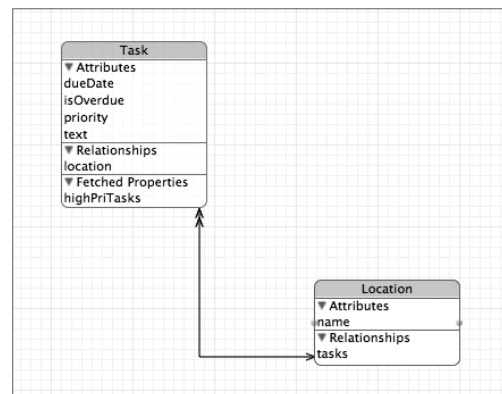 Task
Attributes
dueDate
isOverdue
priority
text
Relationships
location
Fetched Properties
highPriTasks
Location
Attributes
name
Relationships
tasks